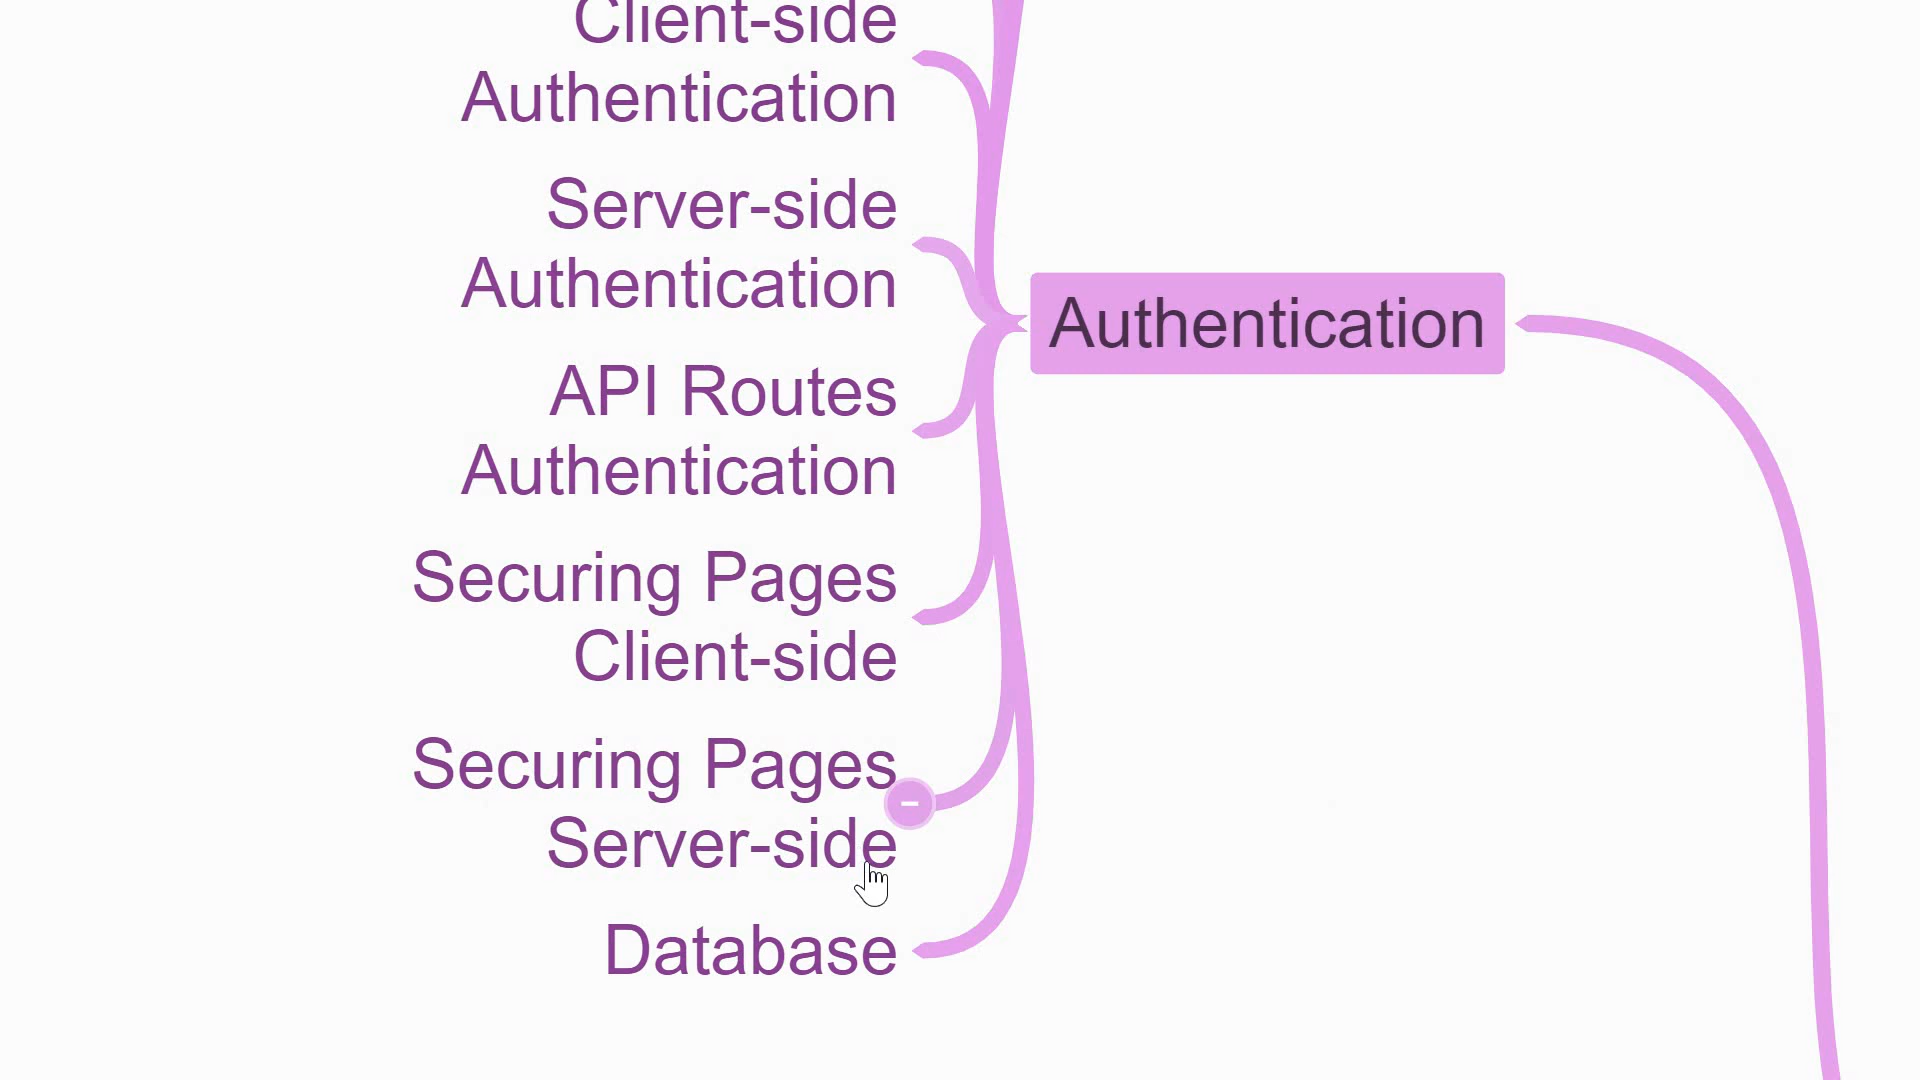 Client-side
Authentication
Server-side
Authentication
API Routes
Authentication
Securing Pages
Client-side
Securing Pages
Server-side
Database
Authentication